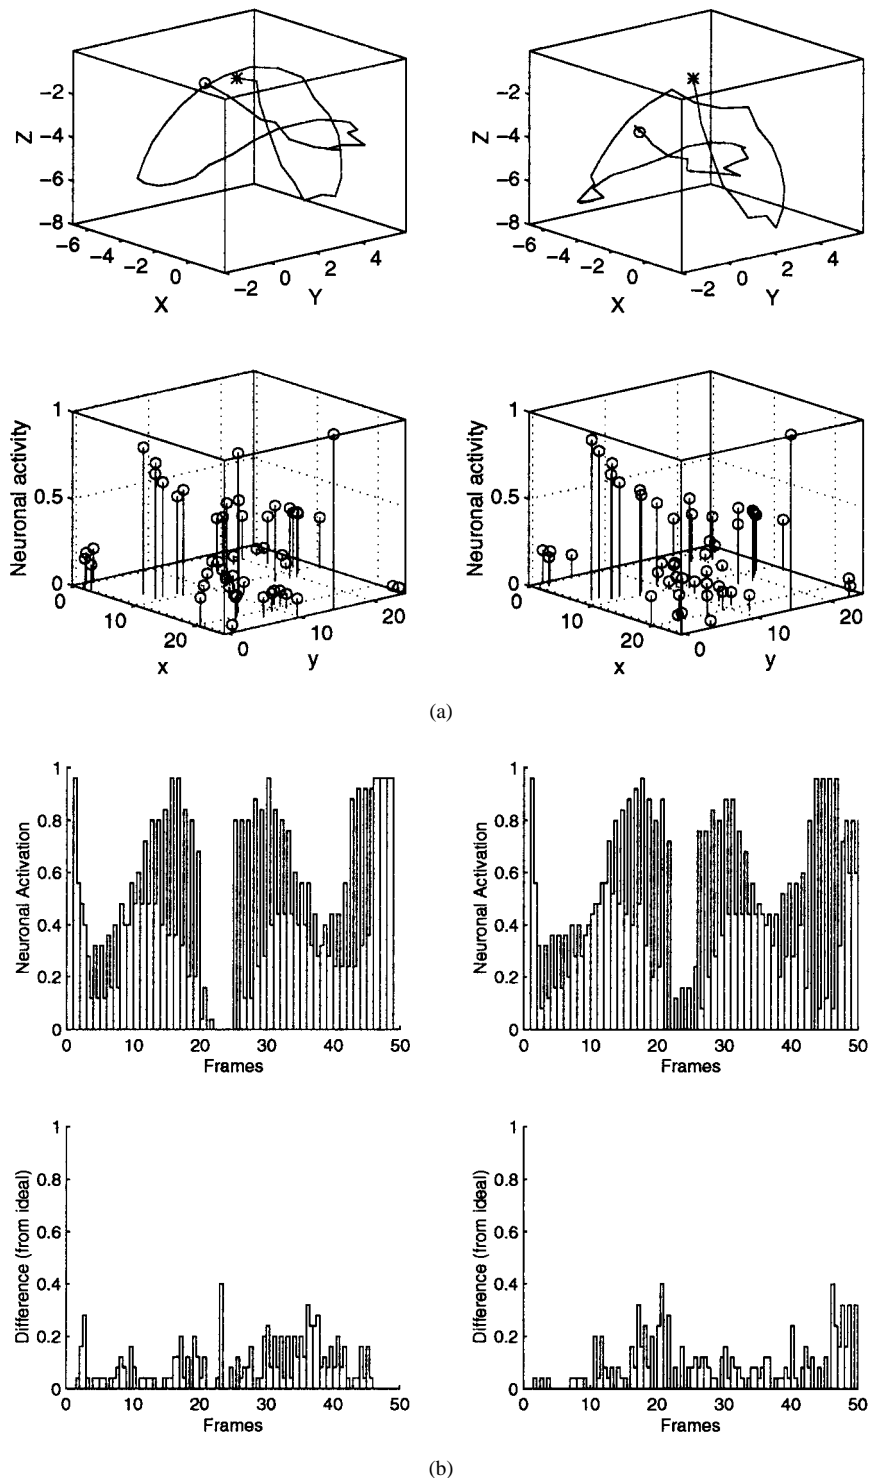 Z
-2
-4
-6
-8
-6
-4
-2
0
X
-2
0
2
4
Y
Z
-2
-4
-6
-8
-6
-4
-2
0
X
-2
0
2
4
Y
Neuronal activity
1
0.5
0
0
10
20
x
0
10
20
y
Neuronal activity
1
0.5
0
0
10
20
x
0
10
20
y
(a)
Neuronal Activation
1
0.8
0.6
0.4
0.2
0
0 10 20 30 40 50
Frames
Neuronal Activation
1
0.8
0.6
0.4
0.2
0
0 10 20 30 40 50
Frames
Difference (from ideal)
1
0.8
0.6
0.4
0.2
0
0 10 20 30 40 50
Frames
Difference (from ideal)
1
0.8
0.6
0.4
0.2
0
0 10 20 30 40 50
Frames
(b)